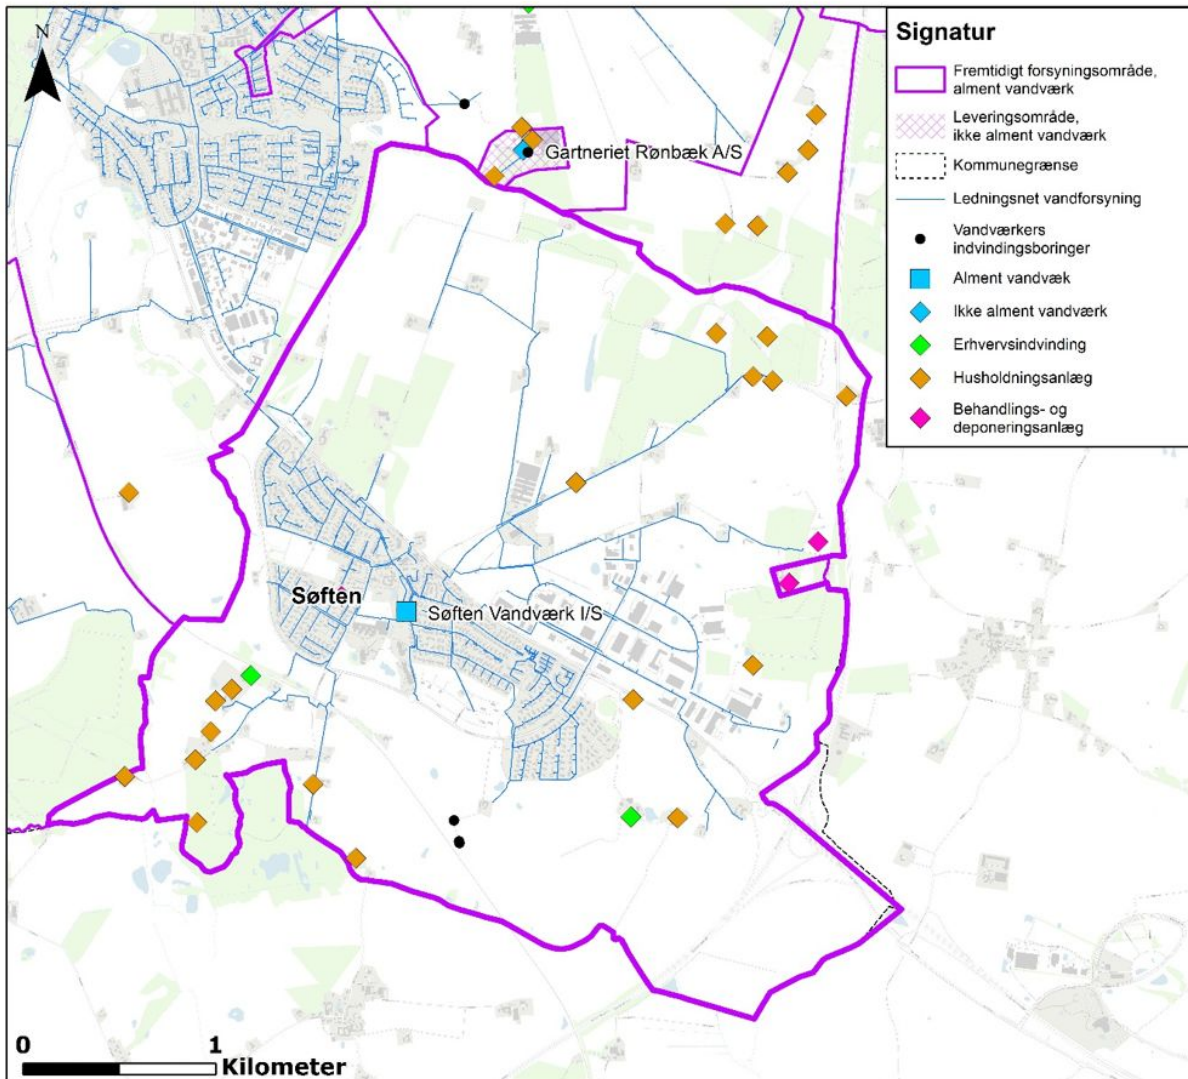 N
Signatur
Fremtidigt forsyningsområde,
alment vandværk
Leveringsområde,
ikke alment vandværk
Kommunegrænse
Ledningsnet vandforsyning
Vandværkers
indvindingsboringer
Alment vandvæk
Ikke alment vandværk
Erhvervsindvinding
Husholdningsanlæg
Behandlings- og
deponeringsanlæg
Gartneriet Rønbæk A/S
Søften
Søften Vandværk I/S
0 1
Kilometer